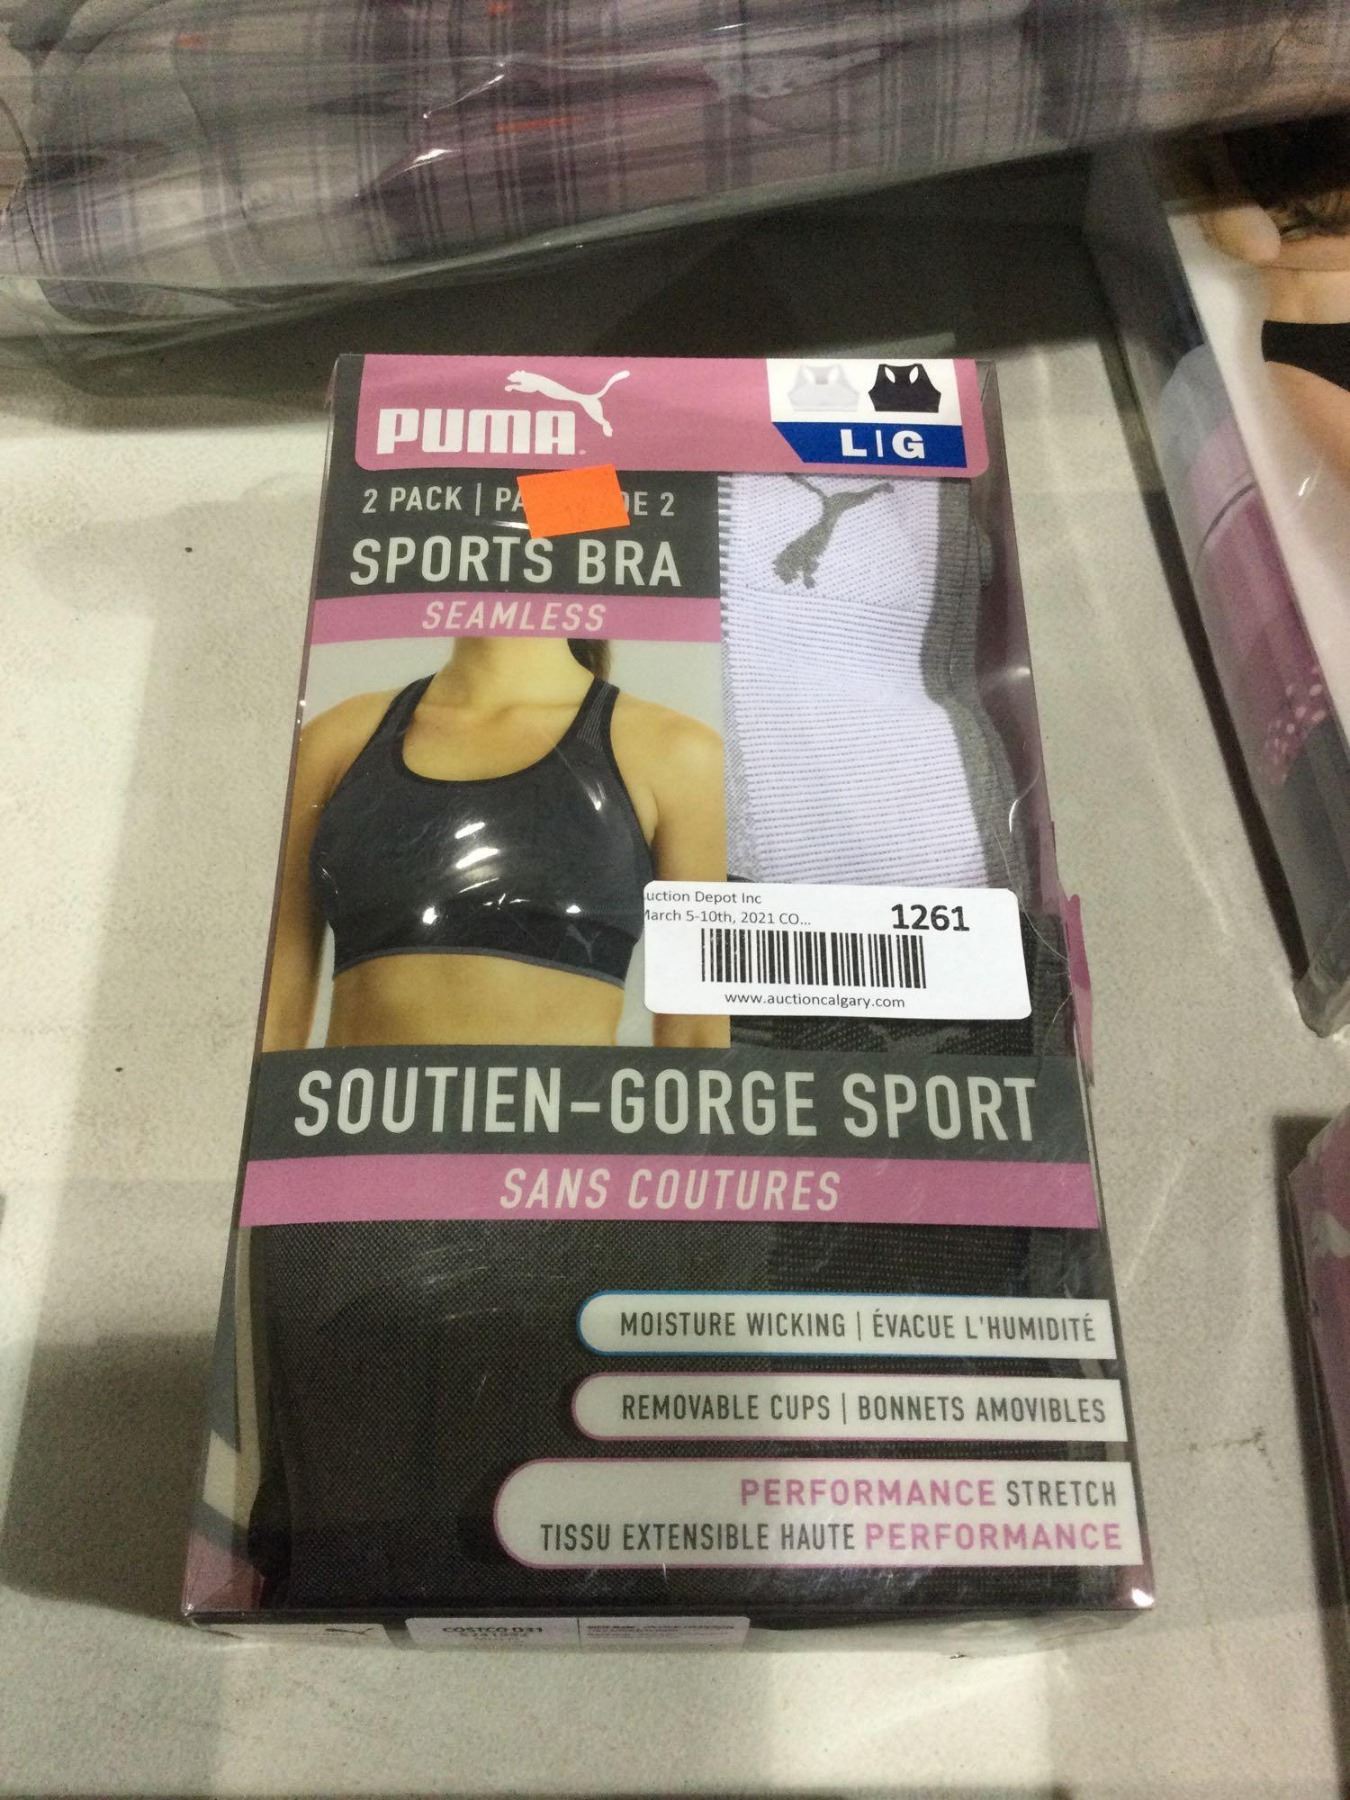 PUMA
L|G
2 PACK | PA DE 2
SPORTS BRA
SEAMLESS
uction Depot Inc
March 5-10th, 2021 CO...
1261
www.auctioncalgary.com
SOUTIEN-GORGE SPORT
SANS COUTURES
MOISTURE WICKING | ÉVACUE L'HUMIDITÉ
REMOVABLE CUPS | BONNETS AMOVIBLES
PERFORMANCE STRETCH
TISSU EXTENSIBLE HAUTE PERFORMANCE
COSTCO D31